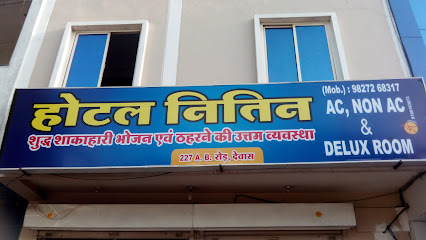 होटल नितिन
शुद्ध शाकाहारी भोजन एवं ठहरने की उत्तम व्यवस्था
227 A. B. रोड़, देवास
(Mob.) : 98272 68317
AC, NON AC
&
DELUX ROOM